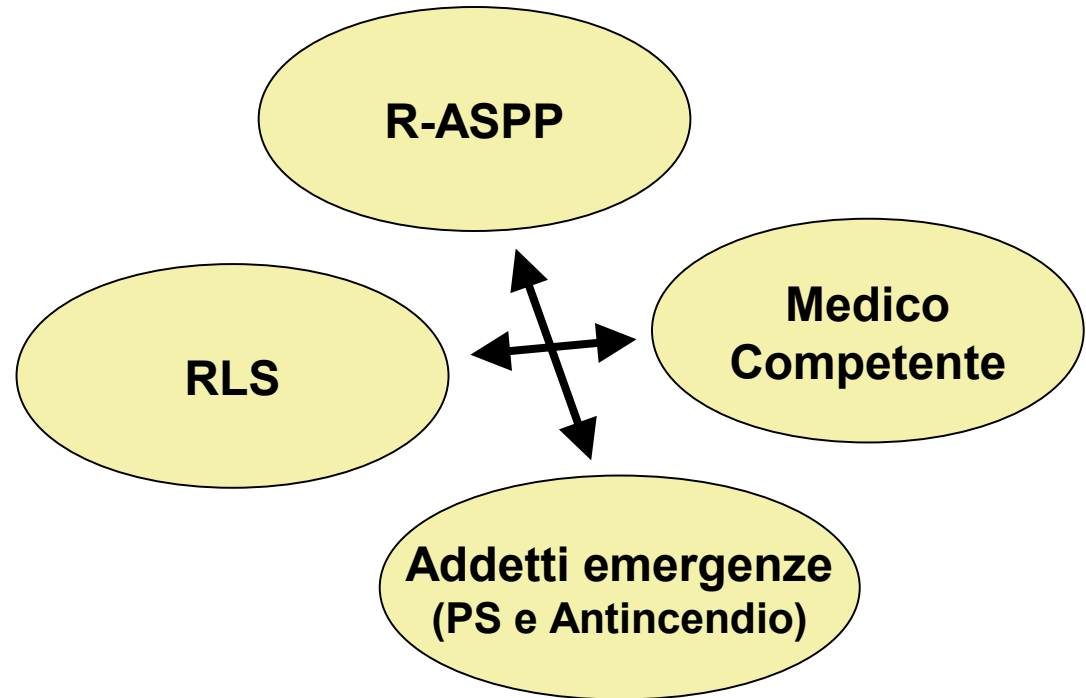 R-ASPP
RLS
Medico
Competente
Addetti emergenze
(PS e Antincendio)